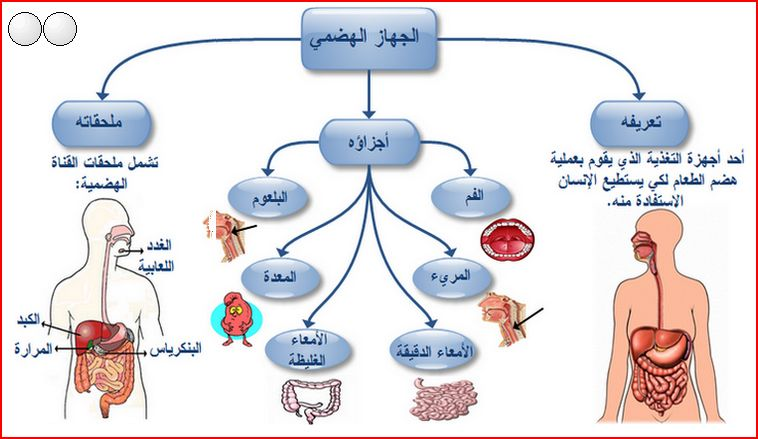 الجهاز الهضمي
تعريفه
أحد أجهزة التغذية الذي يقوم بعملية
هضم الطعام لكي يستطيع الإنسان
الإستفادة منه.
أجزاؤه
الفم
البلعوم
المريء
المعدة
الأمعاء الدقيقة
الأمعاء
الغليظة
ملحقاته
تشمل ملحقات القناة
الهضمية:
الغدد
اللعابية
الكبد
المرارة
البنكرياس